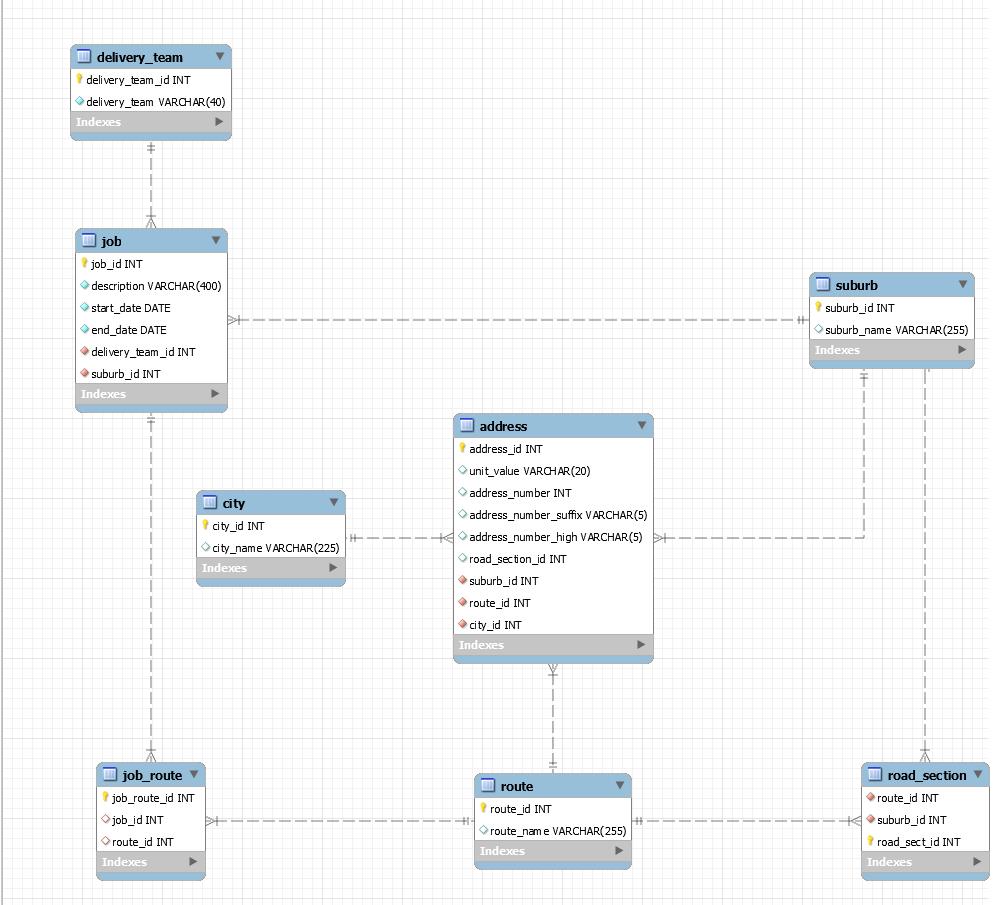 delivery_team
delivery_team_id INT
delivery_team VARCHAR(40)
Indexes
job
job_id INT
description VARCHAR(400)
start_date DATE
end_date DATE
delivery_team_id INT
suburb_id INT
Indexes
suburb
suburb_id INT
suburb_name VARCHAR(255)
Indexes
address
address_id INT
unit_value VARCHAR(20)
address_number INT
address_number_suffix VARCHAR(5)
address_number_high VARCHAR(5)
road_section_id INT
suburb_id INT
route_id INT
city_id INT
Indexes
city
city_id INT
city_name VARCHAR(225)
Indexes
job_route
job_route_id INT
job_id INT
route_id INT
Indexes
route
route_id INT
route_name VARCHAR(255)
Indexes
road_section
route_id INT
suburb_id INT
road_sect_id INT
Indexes